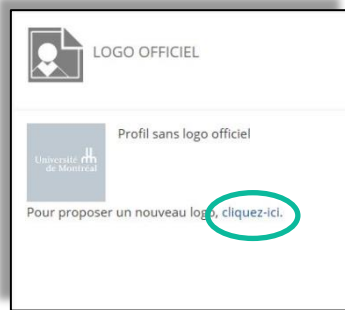 LOGO OFFICIEL
Profil sans logo officiel
Université
de Montréal
Pour proposer un nouveau logo, cliquez-ici.